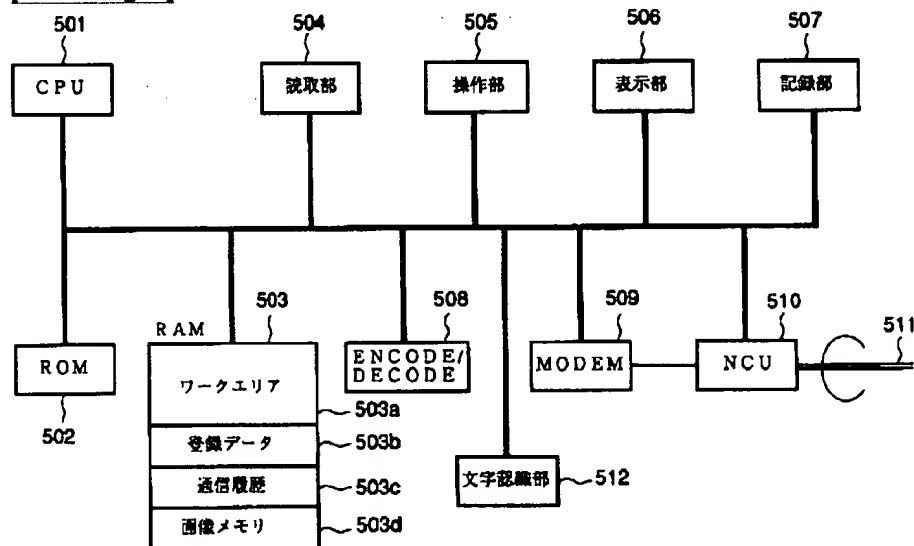 501
504
505
506
507
CPU
読取部
操作部
表示部
記録部
RAM
503
508
509
510
511
ROM
502
ワークエリア
503a
登録データ
503b
通信履歴
503c
画像メモリ
503d
ENCODE/
DECODE
MODEM
NCU
文字認識部
512